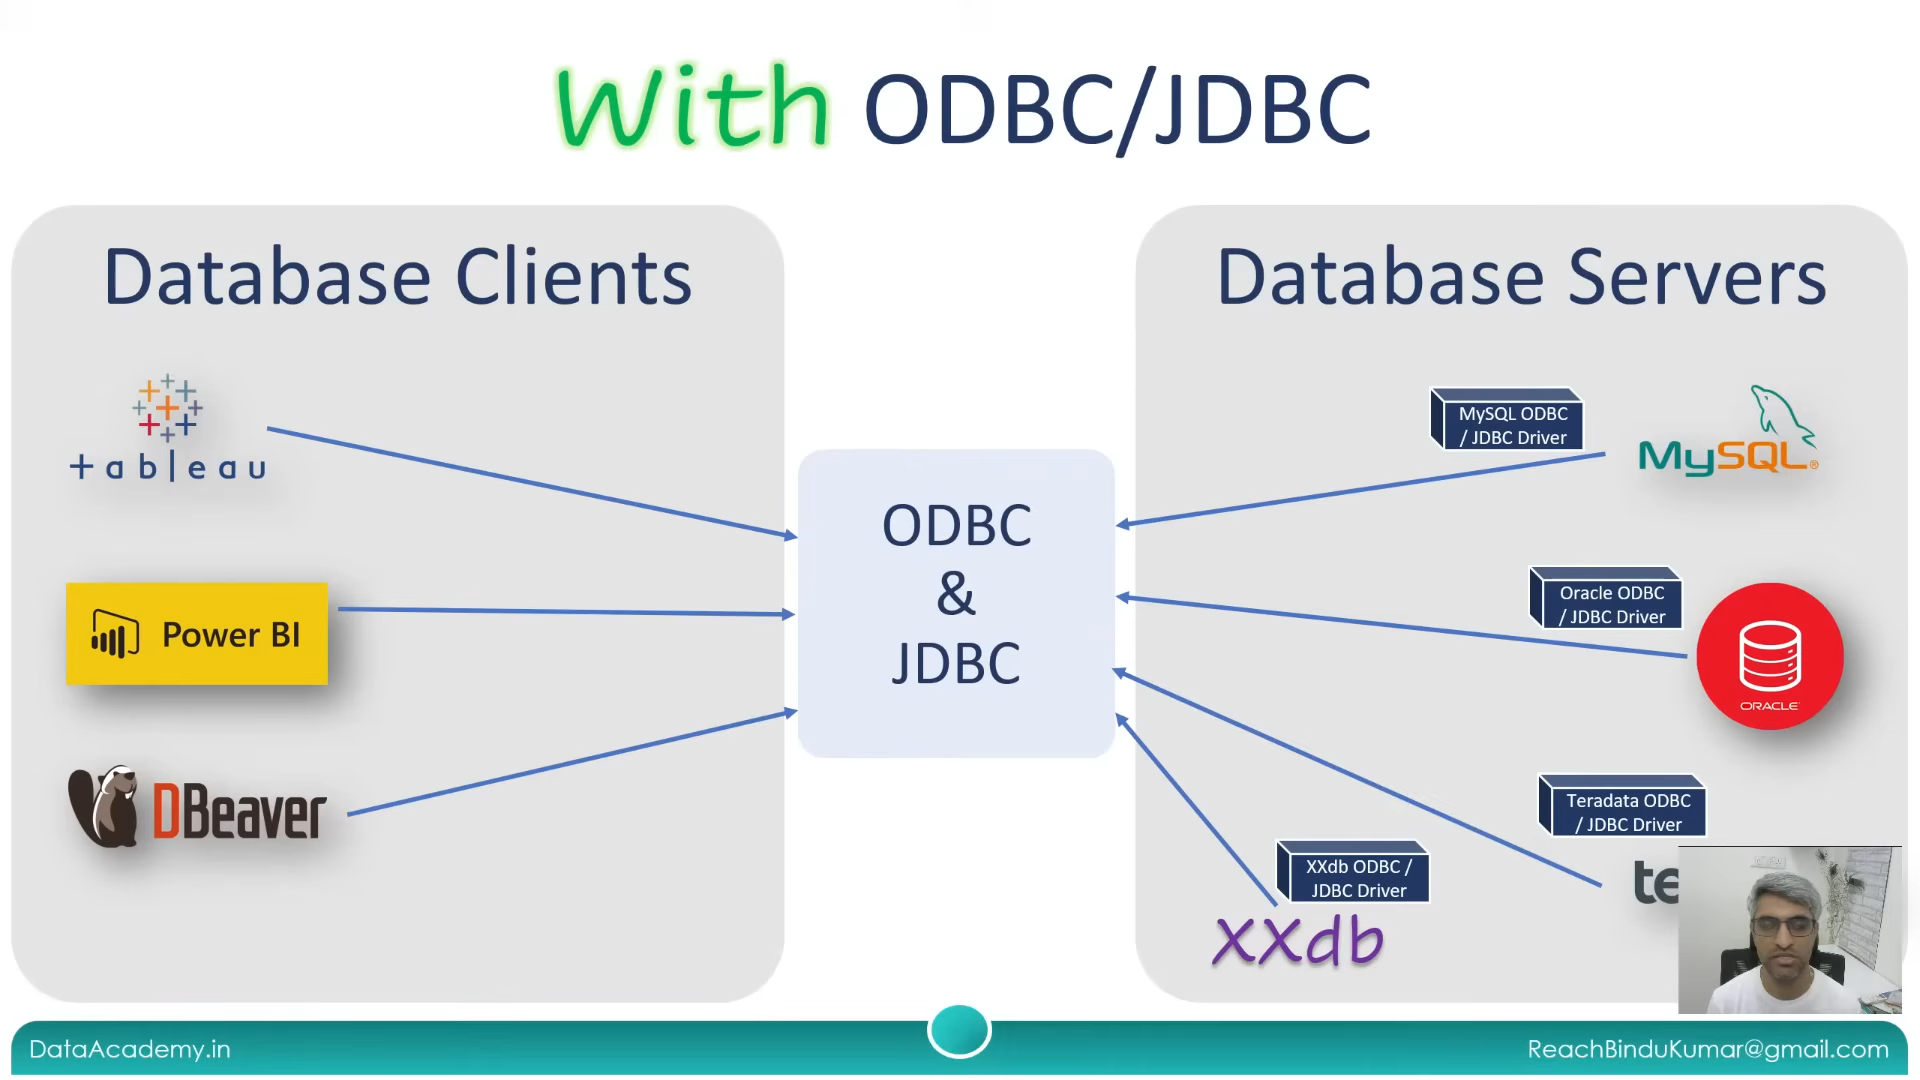 With ODBC/JDBC
Database Clients
+ableau
Power BI
DBeaver
ODBC
&
JDBC
Database Servers
MySQL ODBC
/ JDBC Driver
MySQL®
Oracle ODBC
/ JDBC Driver
ORACLE
Teradata ODBC
/ JDBC Driver
te
XXdb ODBC /
JDBC Driver
XXdb
DataAcademy.in
ReachBinduKumar@gmail.com